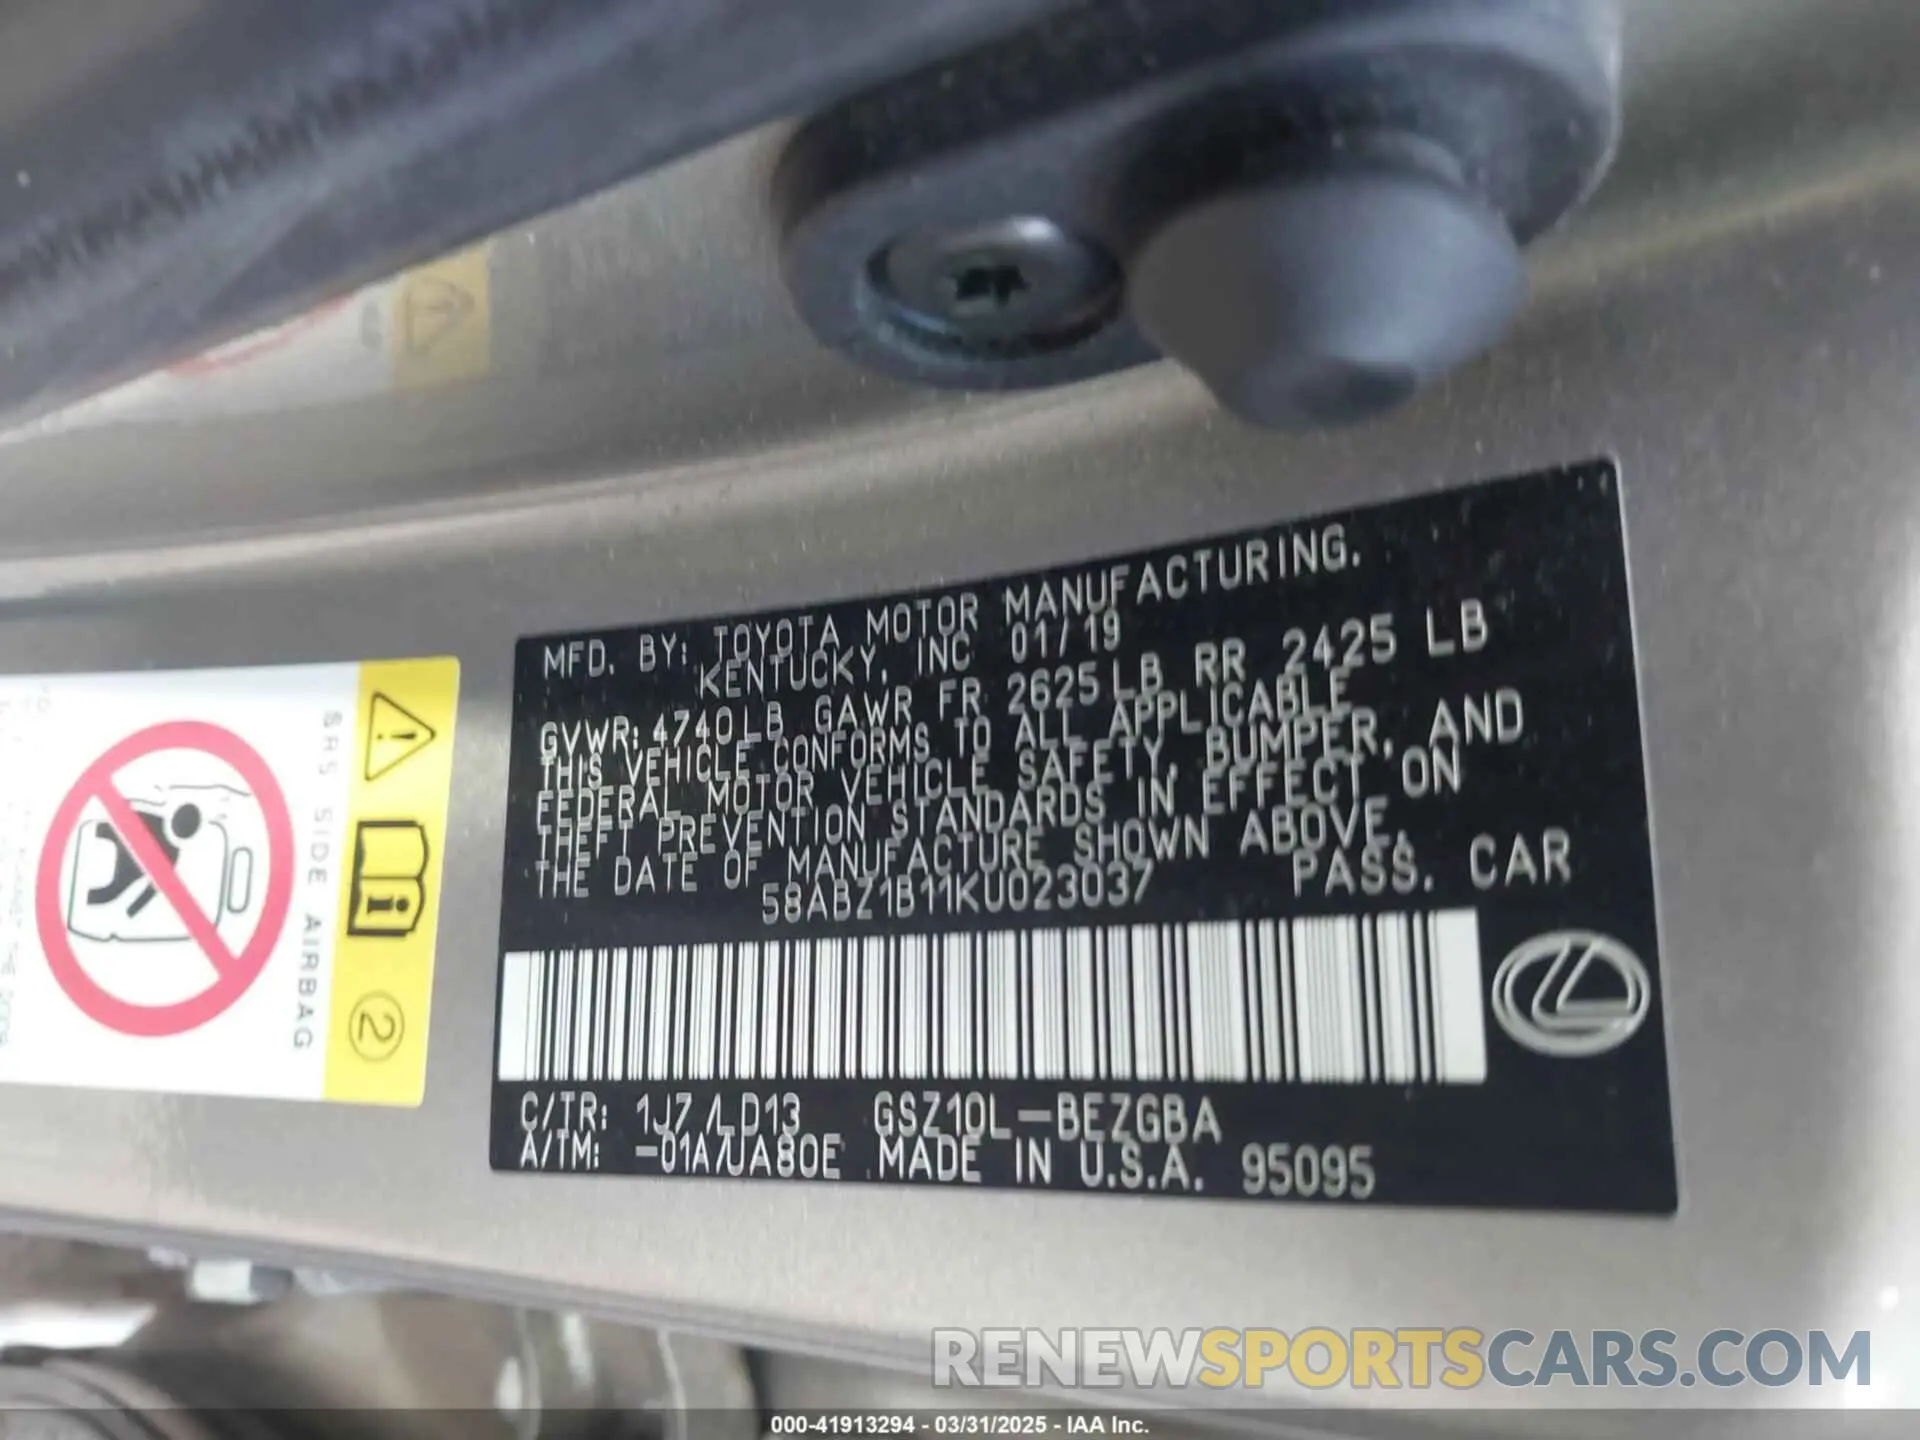 MFD. BY: TOYOTA MOTOR MANUFACTURING.
KENTUCKY, INC 01/19
GVWR: 4740LB GAWR FR 2625LB RR 2425 LB
THIS VEHICLE CONFORMS TO ALL APPLICABLE
FEDERAL MOTOR VEHICLE SAFETY, BUMPER, AND
THEFT PREVENTION STANDARDS IN EFFECT ON
THE DATE OF MANUFACTURE SHOWN ABOVE.
58ABZ1B11KU023037 PASS. CAR
C/TR: 1J7/LD13 GSZ10L-BEZGBA
A/TM: -01A/UA80E MADE IN U.S.A. 95095
SRS SIDE AIRBAG
2
RENEWSPORTSCARS.COM
000-41913294 - 03/31/2025 - IAA Inc.